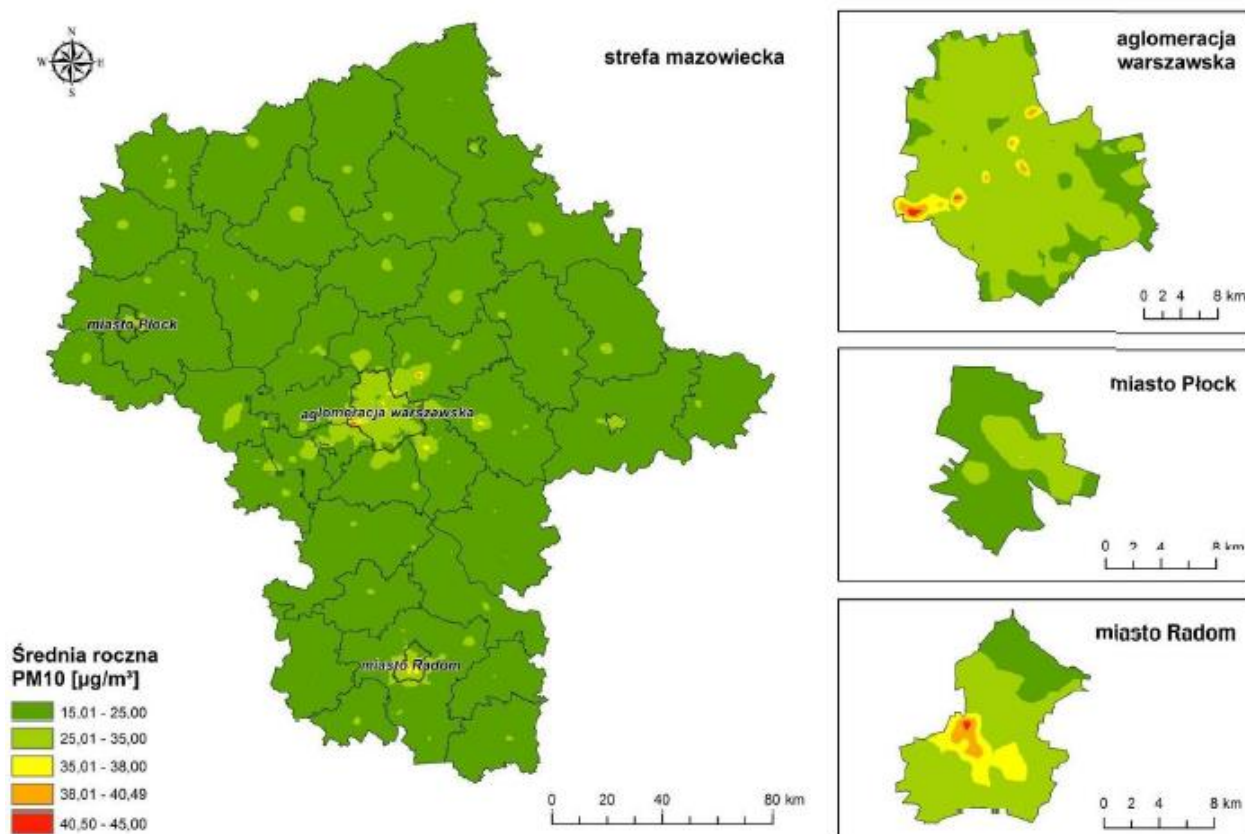 N
W E
S
strefa mazowiecka
miasto Płock
aglomeracja warszawska
miasto Radom
Średnia roczna
PM10 [µg/m³]
15,01 - 25,00
25,01 - 35,00
35,01 - 38,00
38,01 - 40,49
40,50 - 45,00
0 20 40 80 km
aglomeracja
warszawska
0 2 4 8 km
miasto Płock
0 2 4 8 km
miasto Radom
0 2 4 8 km